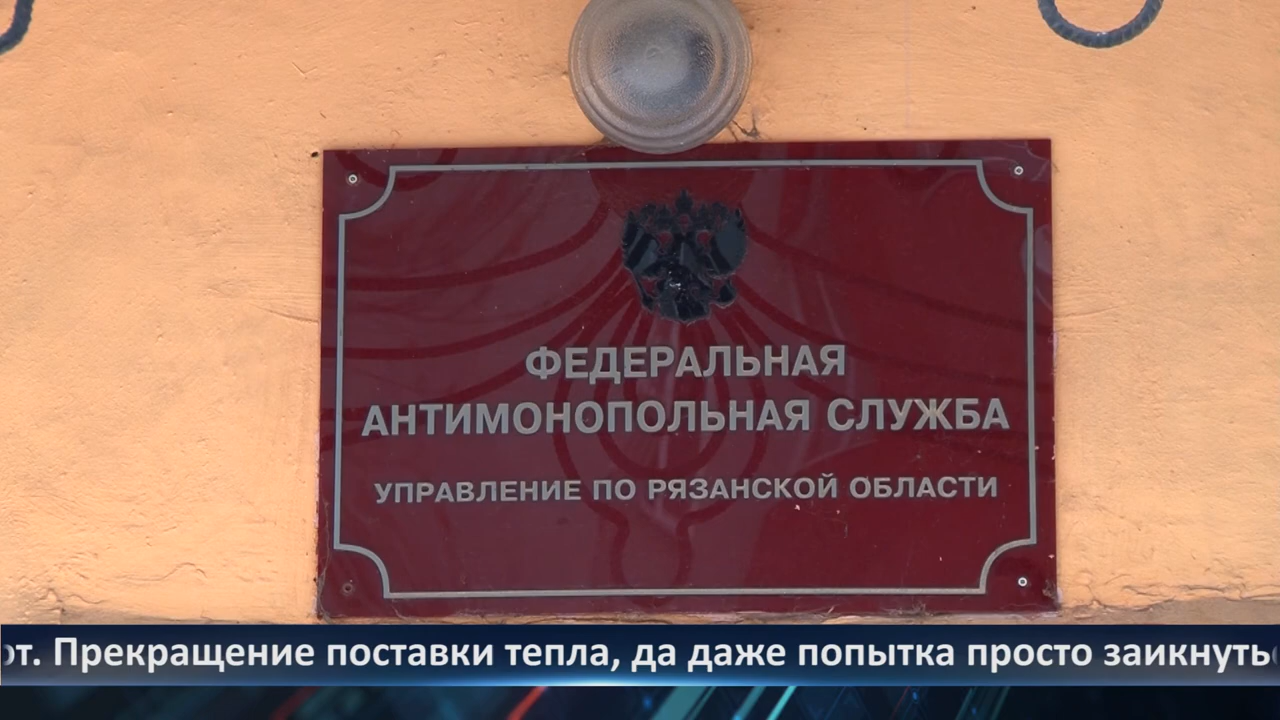 ФЕДЕРАЛЬНАЯ
АНТИМОНОПОЛЬНАЯ СЛУЖБА
УПРАВЛЕНИЕ ПО РЯЗАНСКОЙ ОБЛАСТИ
Прекращение поставки тепла, да даже попытка просто